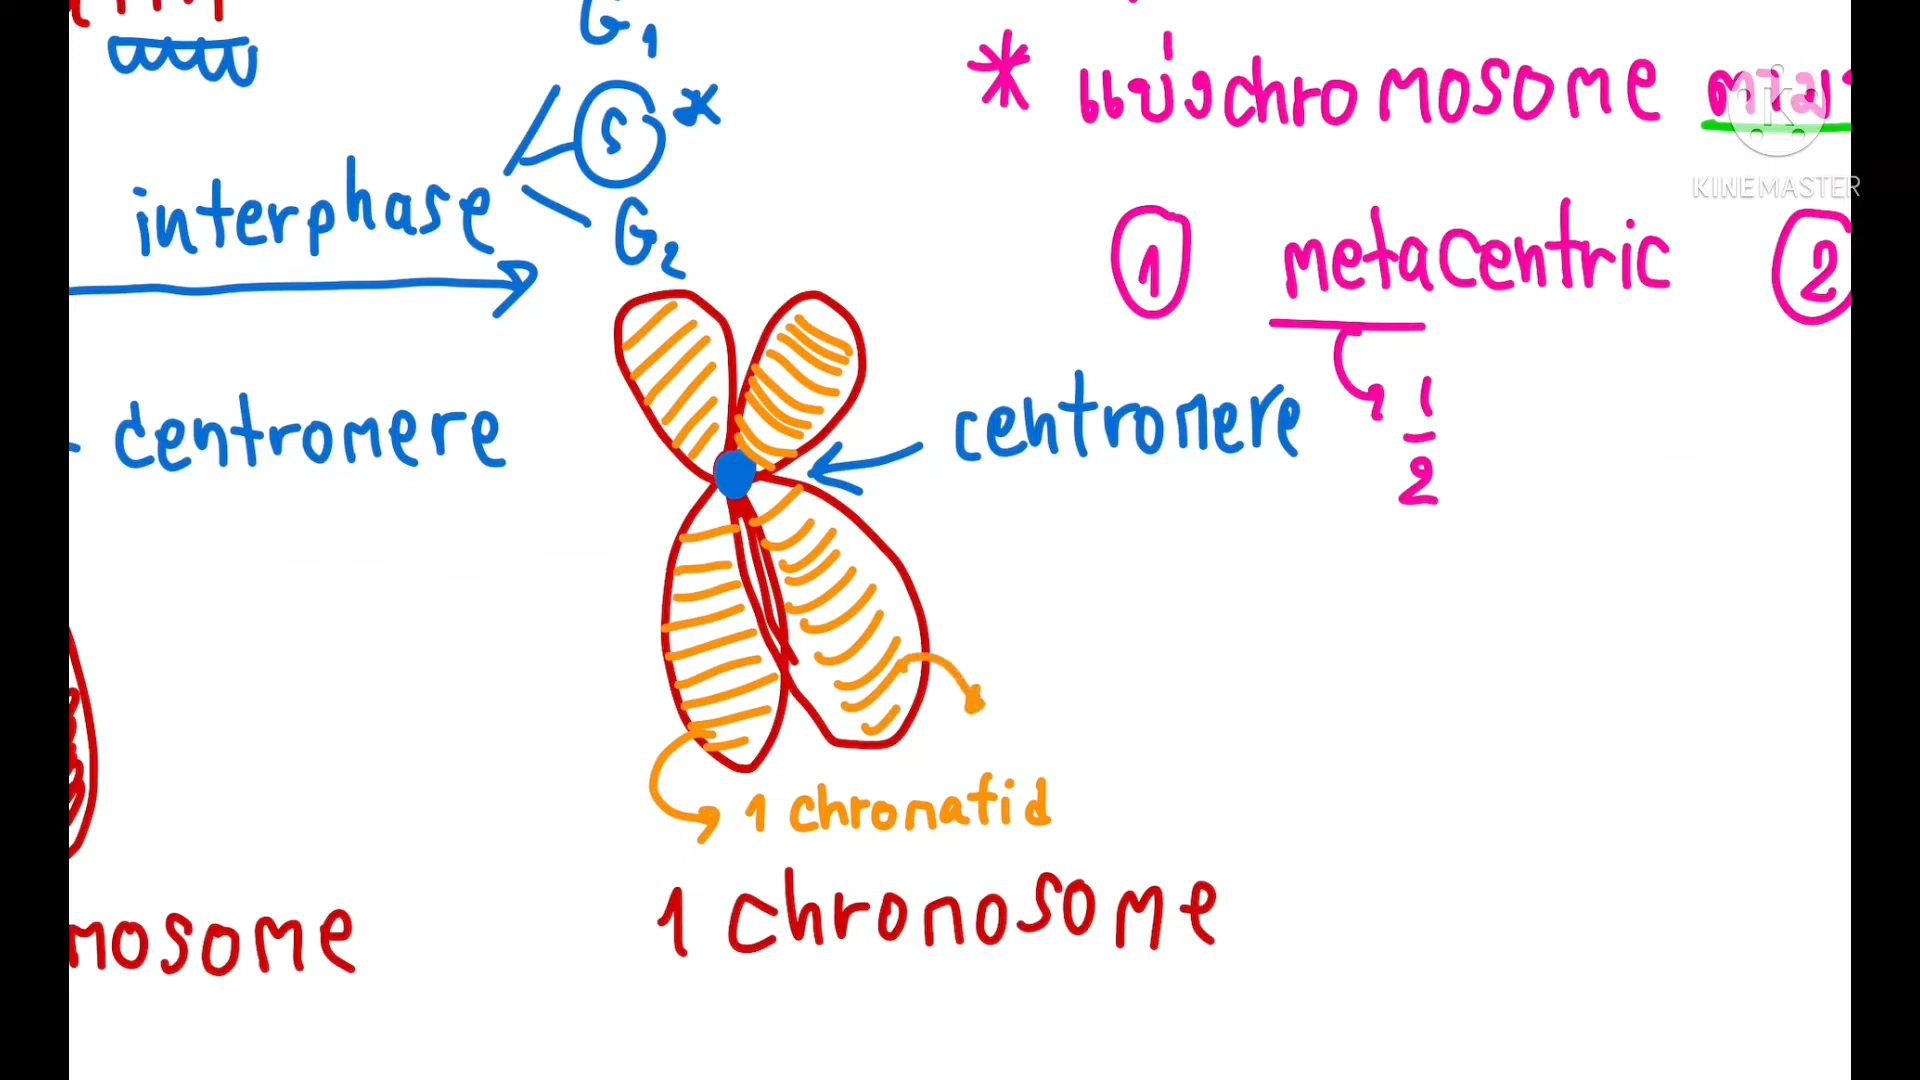 G1
S*
interphase
G2
centromere
1 chromatid
1 chronosome
mosome
* แบ่งchromosome
KINEMASTER
① metacentric ②
centromere
1/2